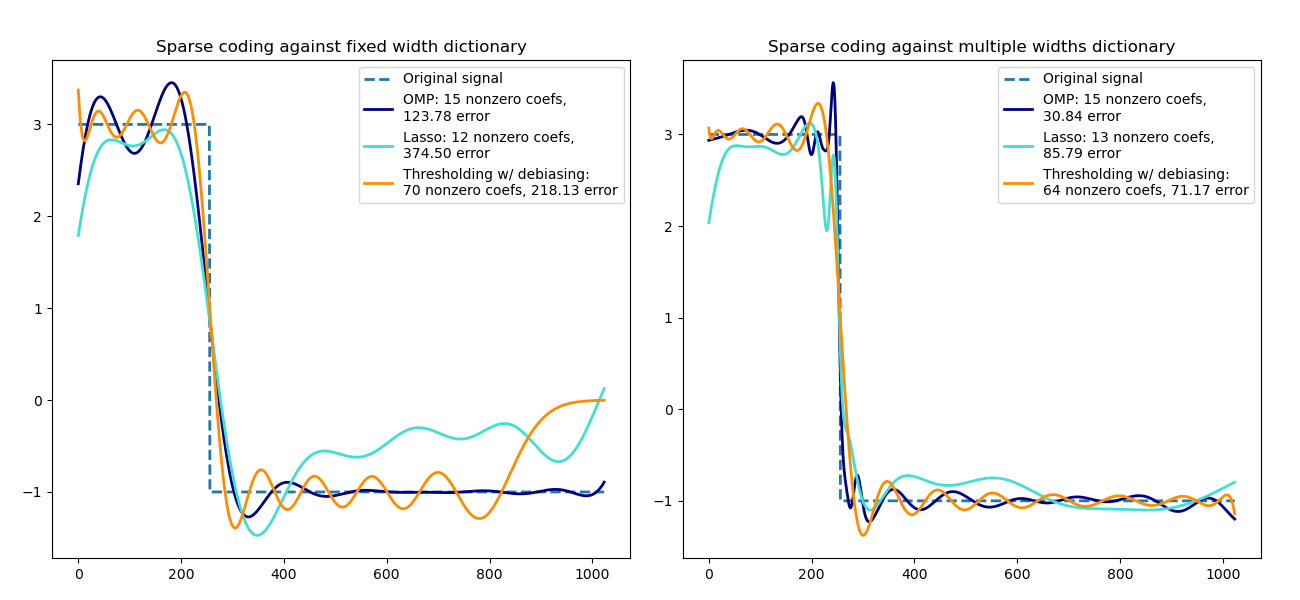 Sparse coding against fixed width dictionary
Original signal
OMP: 15 nonzero coefs,
123.78 error
Lasso: 12 nonzero coefs,
374.50 error
Thresholding w/ debiasing:
70 nonzero coefs, 218.13 error
3
2
1
0
−1
0
200
400
600
800
1000
Sparse coding against multiple widths dictionary
Original signal
OMP: 15 nonzero coefs,
30.84 error
Lasso: 13 nonzero coefs,
85.79 error
Thresholding w/ debiasing:
64 nonzero coefs, 71.17 error
3
2
1
0
−1
0
200
400
600
800
1000